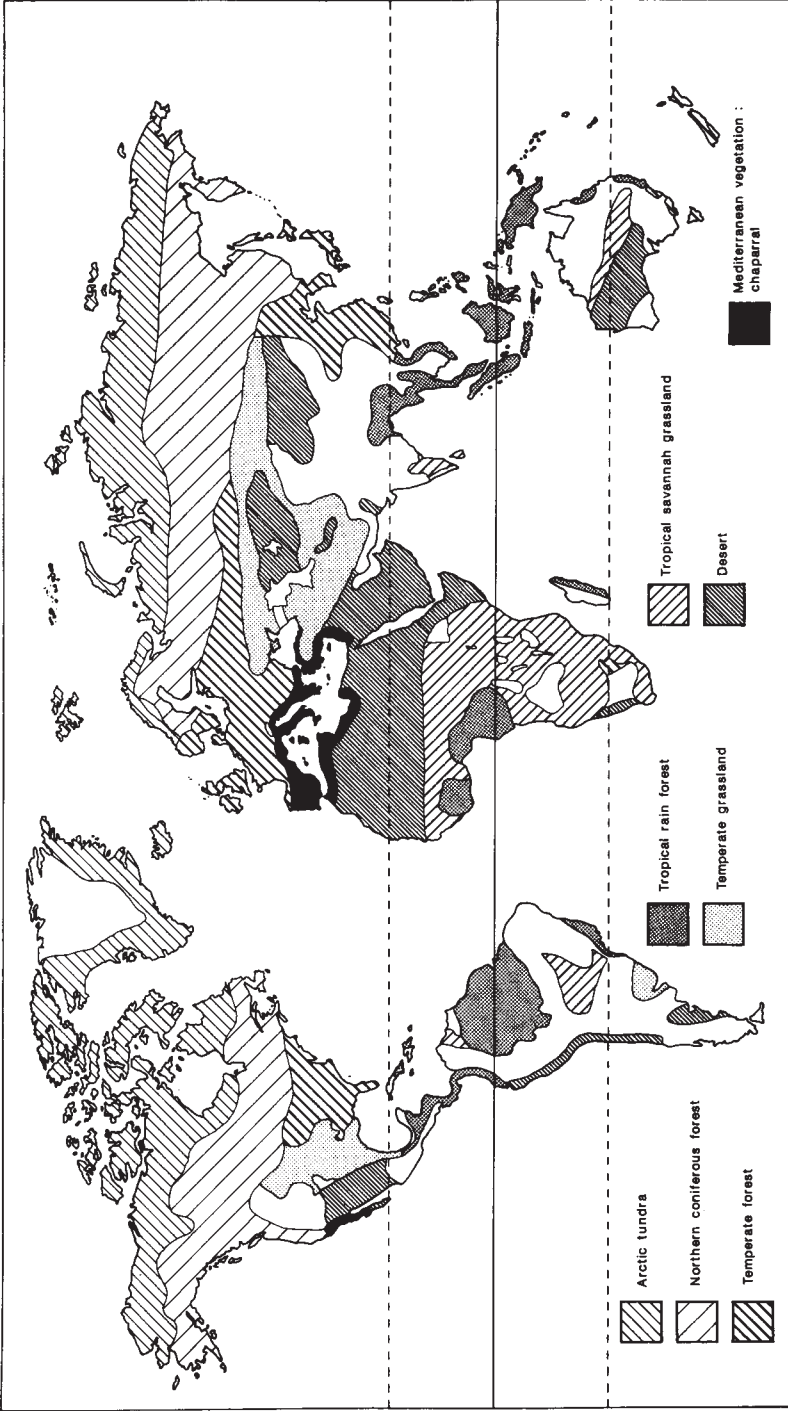 Arctic tundra
Northern coniferous forest
Temperate forest
Tropical rain forest
Temperate grassland
Tropical savannah grassland
Desert
Mediterranean vegetation :
chaparral